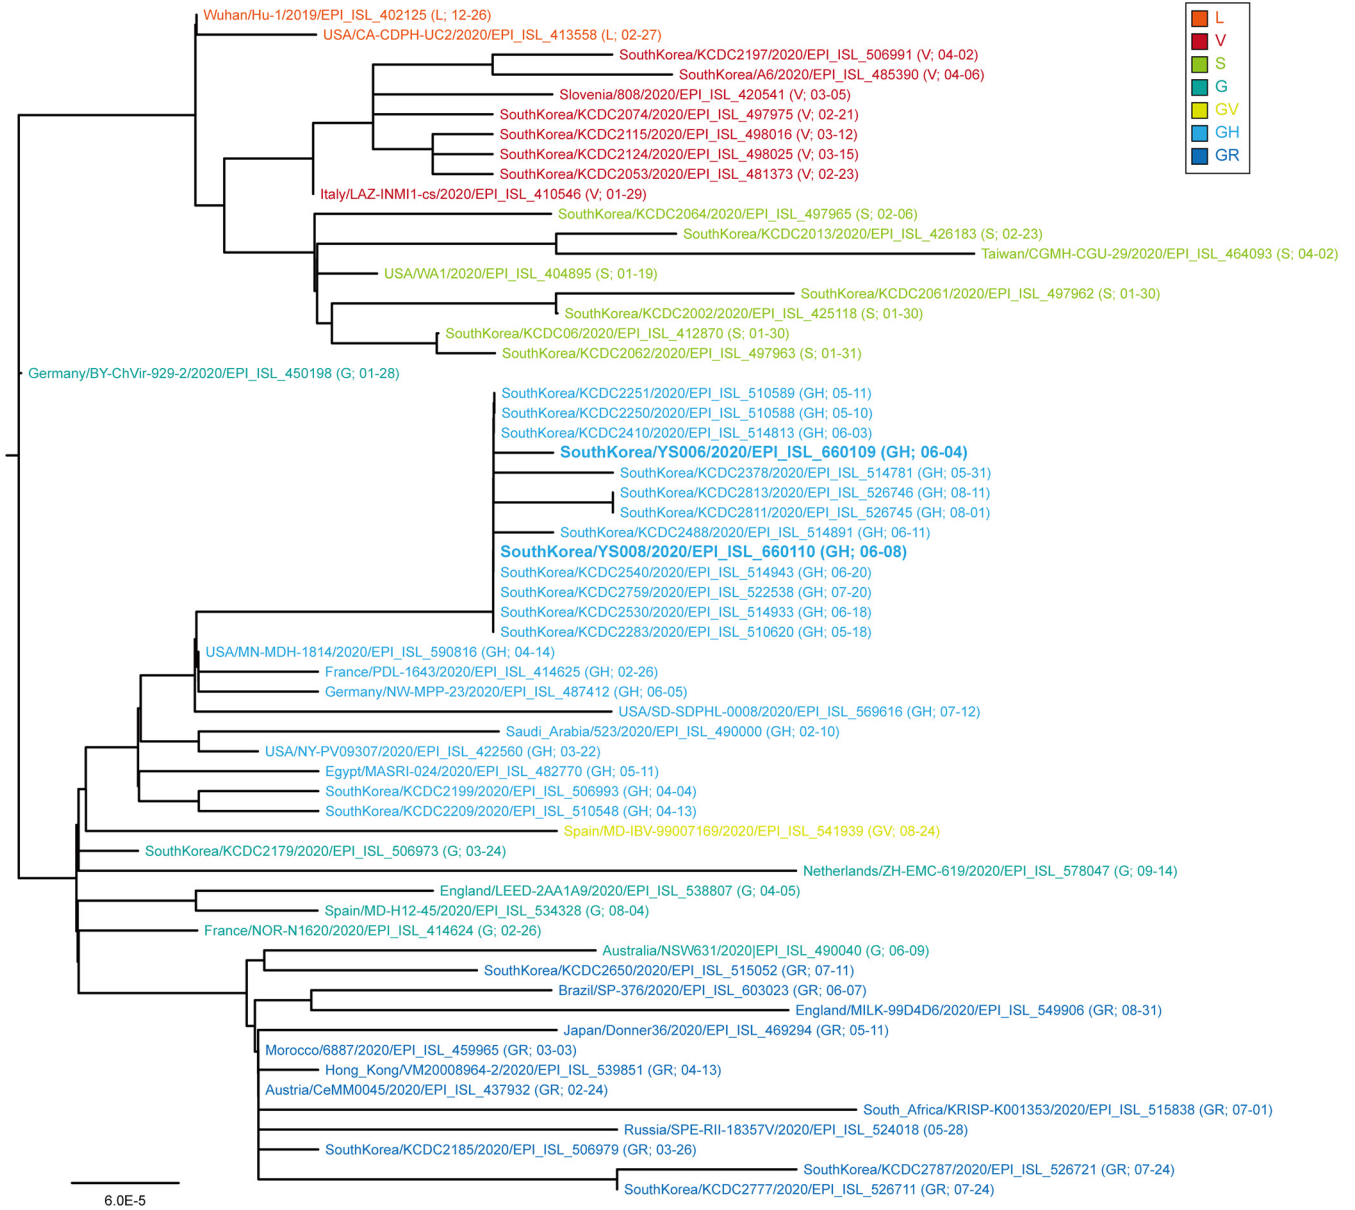 Wuhan/Hu-1/2019/EPI_ISL_402125 (L; 12-26)
USA/CA-CDPH-UC2/2020/EPI_ISL_413558 (L; 02-27)
SouthKorea/KCDC2197/2020/EPI_ISL_506991 (V; 04-02)
SouthKorea/A6/2020/EPI_ISL_485390 (V; 04-06)
Slovenia/808/2020/EPI_ISL_420541 (V; 03-05)
SouthKorea/KCDC2074/2020/EPI_ISL_497975 (V; 02-21)
SouthKorea/KCDC2115/2020/EPI_ISL_498016 (V; 03-12)
SouthKorea/KCDC2124/2020/EPI_ISL_498025 (V; 03-15)
SouthKorea/KCDC2053/2020/EPI_ISL_481373 (V; 02-23)
Italy/LAZ-INMI1-cs/2020/EPI_ISL_410546 (V; 01-29)
SouthKorea/KCDC2064/2020/EPI_ISL_497965 (S; 02-06)
SouthKorea/KCDC2013/2020/EPI_ISL_426183 (S; 02-23)
Taiwan/CGMH-CGU-29/2020/EPI_ISL_464093 (S; 04-02)
USA/WA1/2020/EPI_ISL_404895 (S; 01-19)
SouthKorea/KCDC2061/2020/EPI_ISL_497962 (S; 01-30)
SouthKorea/KCDC2002/2020/EPI_ISL_425118 (S; 01-30)
SouthKorea/KCDC06/2020/EPI_ISL_412870 (S; 01-30)
SouthKorea/KCDC2062/2020/EPI_ISL_497963 (S; 01-31)
Germany/BY-ChVir-929-2/2020/EPI_ISL_450198 (G; 01-28)
SouthKorea/KCDC2251/2020/EPI_ISL_510589 (GH; 05-11)
SouthKorea/KCDC2250/2020/EPI_ISL_510588 (GH; 05-10)
SouthKorea/KCDC2410/2020/EPI_ISL_514813 (GH; 06-03)
SouthKorea/YS006/2020/EPI_ISL_660109 (GH; 06-04)
SouthKorea/KCDC2378/2020/EPI_ISL_514781 (GH; 05-31)
SouthKorea/KCDC2813/2020/EPI_ISL_526746 (GH; 08-11)
SouthKorea/KCDC2811/2020/EPI_ISL_526745 (GH; 08-01)
SouthKorea/KCDC2488/2020/EPI_ISL_514891 (GH; 06-11)
SouthKorea/YS008/2020/EPI_ISL_660110 (GH; 06-08)
SouthKorea/KCDC2540/2020/EPI_ISL_514943 (GH; 06-20)
SouthKorea/KCDC2759/2020/EPI_ISL_522538 (GH; 07-20)
SouthKorea/KCDC2530/2020/EPI_ISL_514933 (GH; 06-18)
SouthKorea/KCDC2283/2020/EPI_ISL_510620 (GH; 05-18)
USA/MN-MDH-1814/2020/EPI_ISL_590816 (GH; 04-14)
France/PDL-1643/2020/EPI_ISL_414625 (GH; 02-26)
Germany/NW-MPP-23/2020/EPI_ISL_487412 (GH; 06-05)
USA/SD-SDPHL-0008/2020/EPI_ISL_569616 (GH; 07-12)
Saudi_Arabia/523/2020/EPI_ISL_490000 (GH; 02-10)
USA/NY-PV09307/2020/EPI_ISL_422560 (GH; 03-22)
Egypt/MASRI-024/2020/EPI_ISL_482770 (GH; 05-11)
SouthKorea/KCDC2199/2020/EPI_ISL_506993 (GH; 04-04)
SouthKorea/KCDC2209/2020/EPI_ISL_510548 (GH; 04-13)
Spain/MD-IBV-99007169/2020/EPI_ISL_541939 (GV; 08-24)
SouthKorea/KCDC2179/2020/EPI_ISL_506973 (G; 03-24)
Netherlands/ZH-EMC-619/2020/EPI_ISL_578047 (G; 09-14)
England/LEED-2AA1A9/2020/EPI_ISL_538807 (G; 04-05)
Spain/MD-H12-45/2020/EPI_ISL_534328 (G; 08-04)
France/NOR-N1620/2020/EPI_ISL_414624 (G; 02-26)
Australia/NSW631/2020|EPI_ISL_490040 (G; 06-09)
SouthKorea/KCDC2650/2020/EPI_ISL_515052 (GR; 07-11)
Brazil/SP-376/2020/EPI_ISL_603023 (GR; 06-07)
England/MILK-99D4D6/2020/EPI_ISL_549906 (GR; 08-31)
Japan/Donner36/2020/EPI_ISL_469294 (GR; 05-11)
Morocco/6887/2020/EPI_ISL_459965 (GR; 03-03)
Hong_Kong/VM20008964-2/2020/EPI_ISL_539851 (GR; 04-13)
Austria/CeMM0045/2020/EPI_ISL_437932 (GR; 02-24)
South_Africa/KRISP-K001353/2020/EPI_ISL_515838 (GR; 07-01)
Russia/SPE-RII-18357V/2020/EPI_ISL_524018 (05-28)
SouthKorea/KCDC2185/2020/EPI_ISL_506979 (GR; 03-26)
SouthKorea/KCDC2787/2020/EPI_ISL_526721 (GR; 07-24)
SouthKorea/KCDC2777/2020/EPI_ISL_526711 (GR; 07-24)
6.0E-5
L
V
S
G
GV
GH
GR